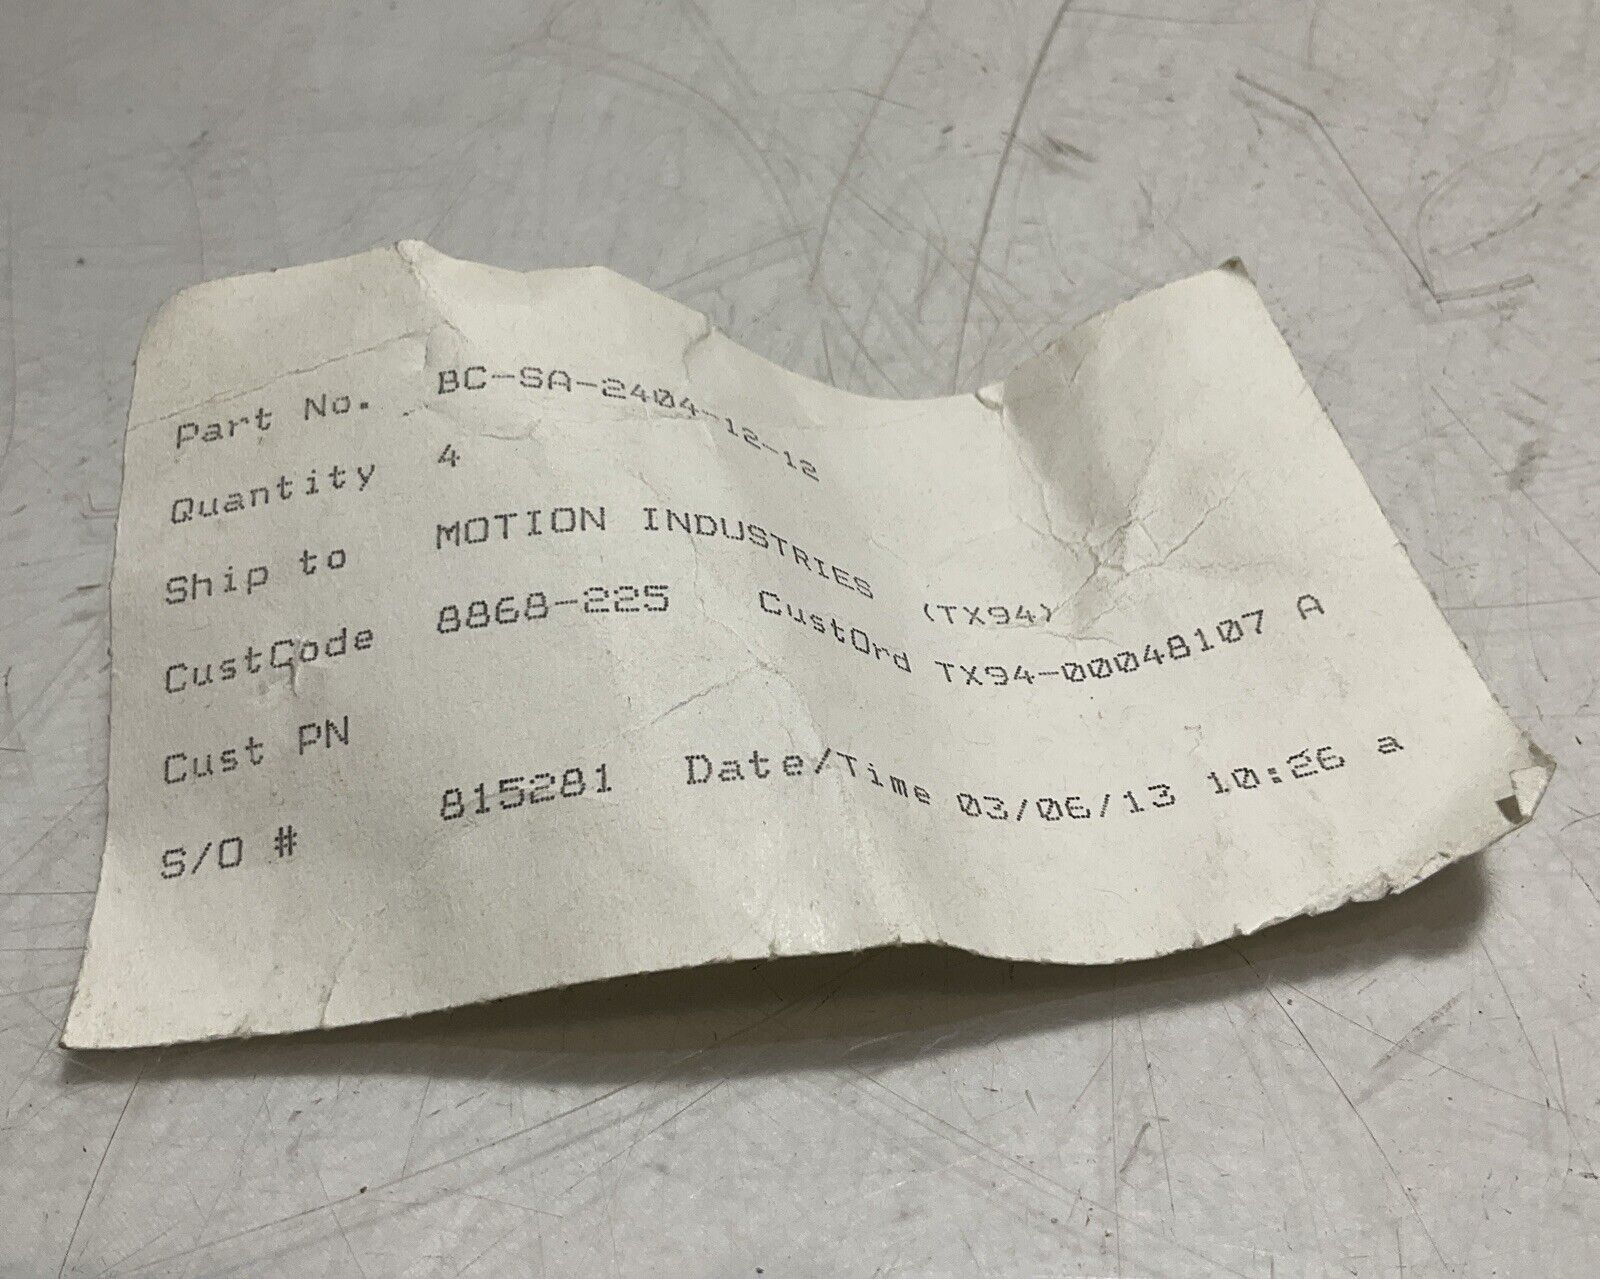 Part No. BC-SA-2404-12-12
Quantity 4
Ship to MOTION INDUSTRIES (TX94)
CustCode 8868-225 CustOrd TX94-00048107 A
Cust PN
S/O # 815281 Date/Time 03/06/13 10:26 a